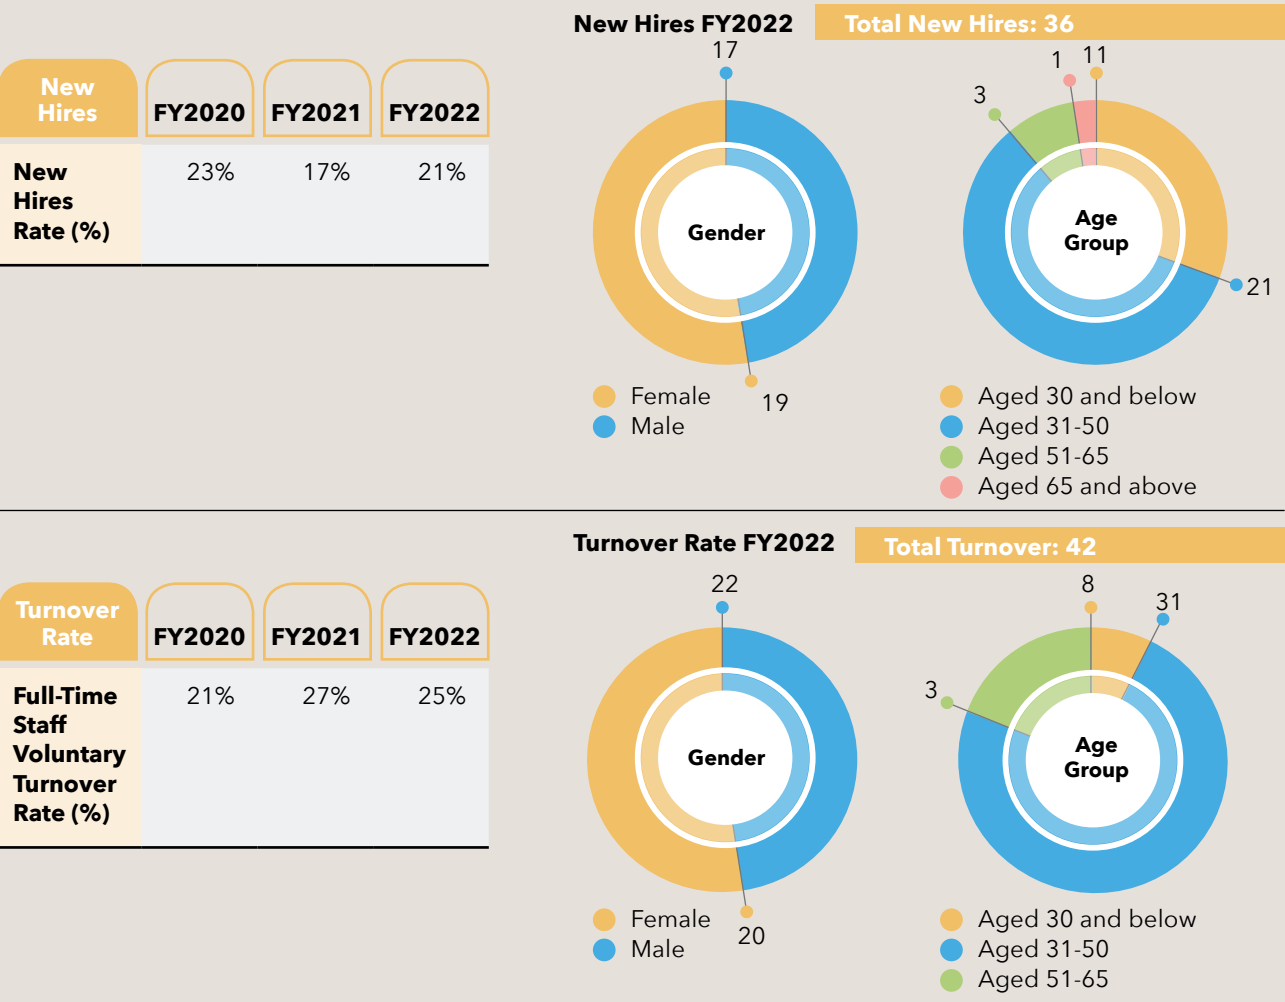 New Hires
FY2020 FY2021 FY2022
New Hires Rate (%) 23% 17% 21%
New Hires FY2022
Total New Hires: 36
17
Gender
19
Female
Male
1 11
3
Age Group
21
Aged 30 and below
Aged 31-50
Aged 51-65
Aged 65 and above
Turnover Rate
FY2020 FY2021 FY2022
Full-Time Staff Voluntary Turnover Rate (%) 21% 27% 25%
Turnover Rate FY2022
Total Turnover: 42
22
Gender
20
Female
Male
8
31
3
Age Group
Aged 30 and below
Aged 31-50
Aged 51-65